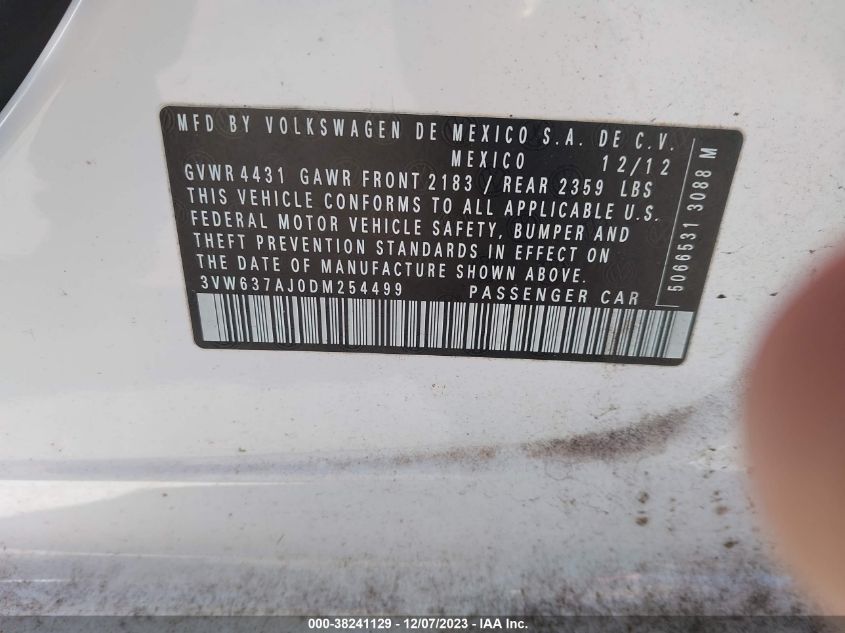 MFD BY VOLKSWAGEN DE MEXICO S.A. DE C.V.
MEXICO 12/12
GVWR 4431 GAWR FRONT 2183 / REAR 2359 LBS
THIS VEHICLE CONFORMS TO ALL APPLICABLE U.S.
FEDERAL MOTOR VEHICLE SAFETY, BUMPER AND
THEFT PREVENTION STANDARDS IN EFFECT ON
THE DATE OF MANUFACTURE SHOWN ABOVE.
3VW637AJ0DM254499 PASSENGER CAR
5066531 3088 M
000-38241129 - 12/07/2023 - IAA Inc.